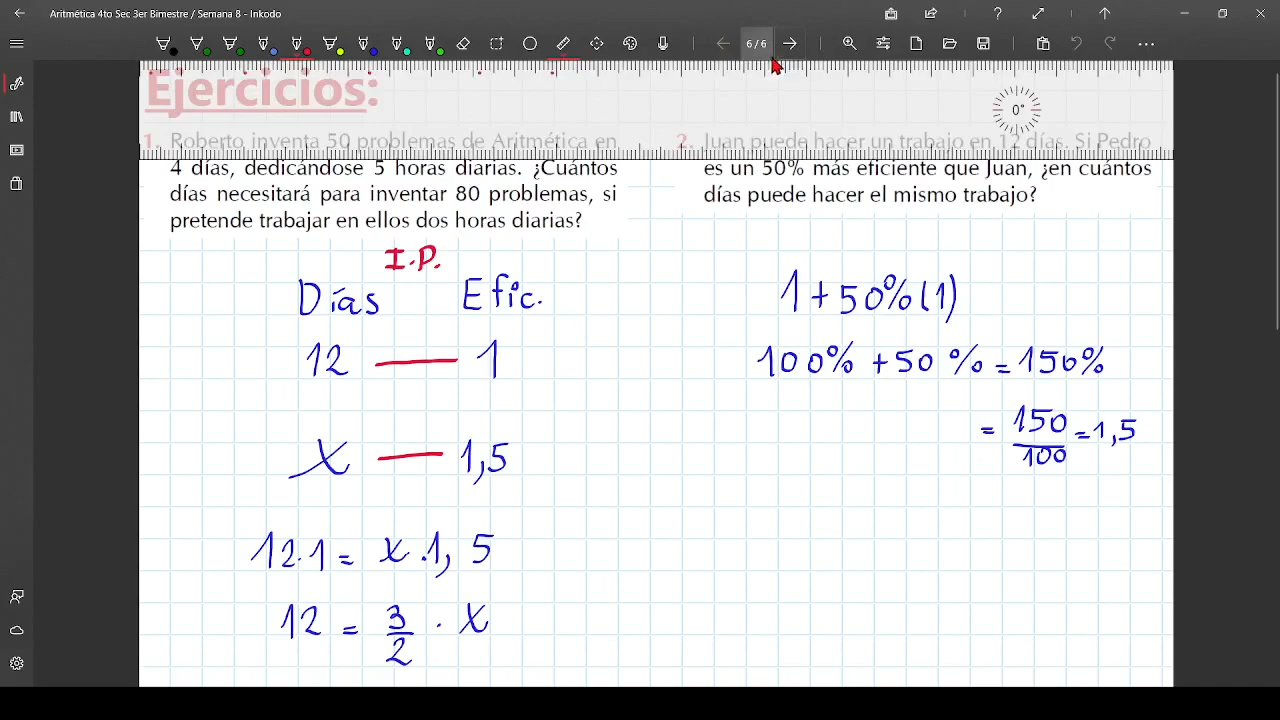 Aritmética 4to Sec 3er Bimestre / Semana 8 - Inkodo
6/6
Ejercicios:
0°
1. Roberto inventa 50 problemas de Aritmética en
4 días, dedicándose 5 horas diarias. ¿Cuántos
días necesitará para inventar 80 problemas, si
pretende trabajar en ellos dos horas diarias?
2. Juan puede hacer un trabajo en 12 días. Si Pedro
es un 50% más eficiente que Juan, ¿en cuántos
días puede hacer el mismo trabajo?
I.P.
Días Efic.
12 — 1
x — 1,5
12.1 = x.1,5
12 = 3/2 . x
1 + 50% (1)
100% + 50 % = 150%
= 150/100 = 1,5